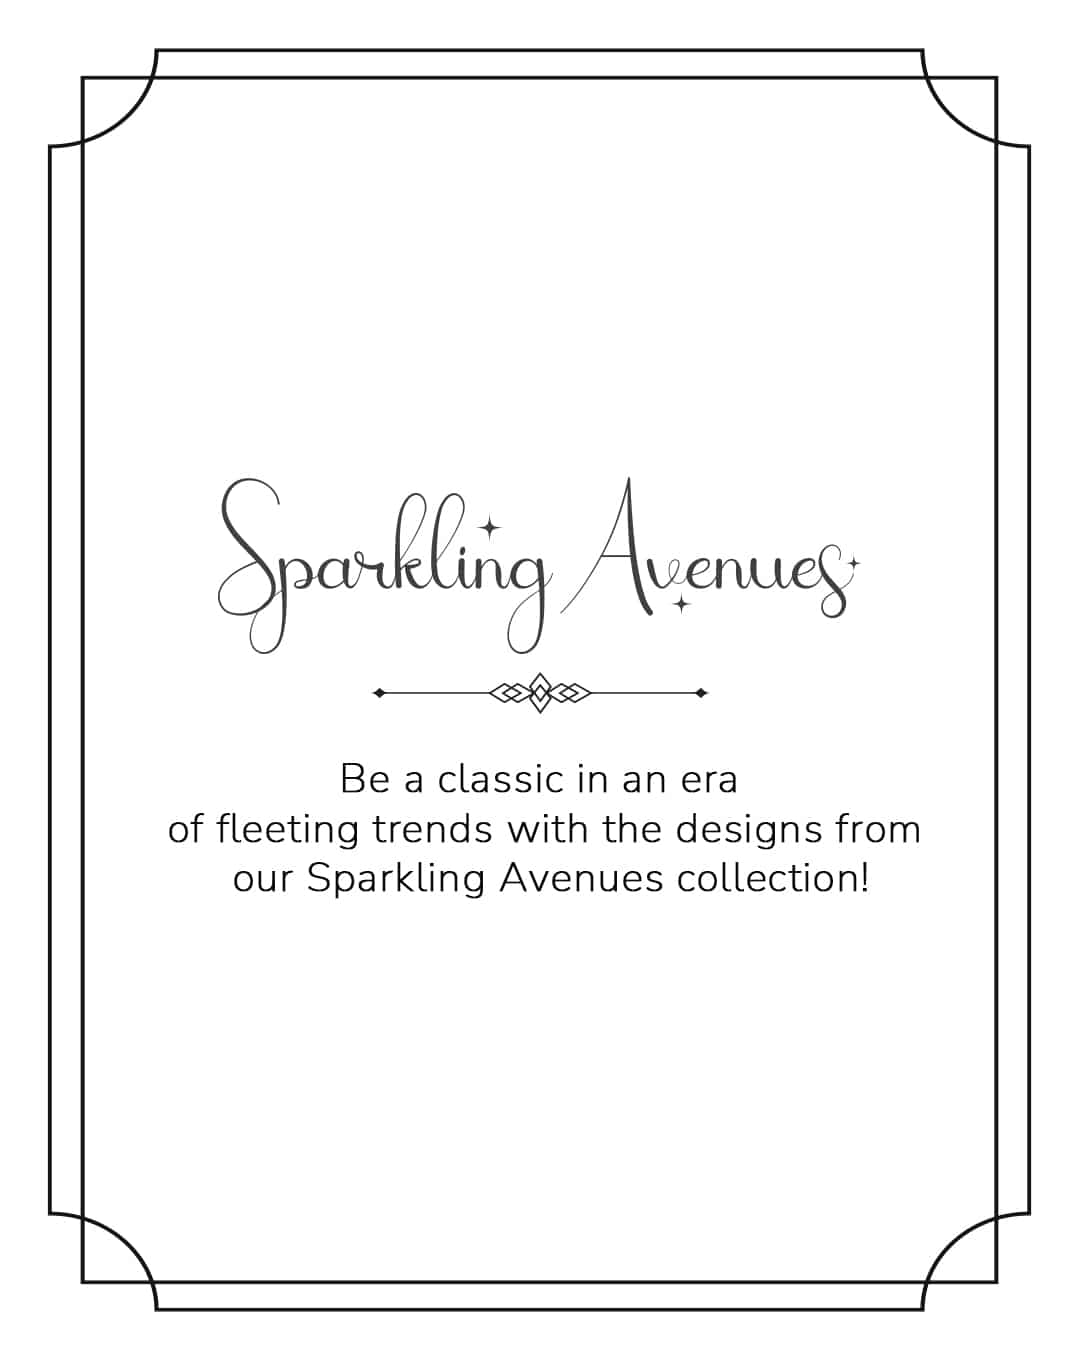 Sparkling Avenues
Be a classic in an era
of fleeting trends with the designs from
our Sparkling Avenues collection!